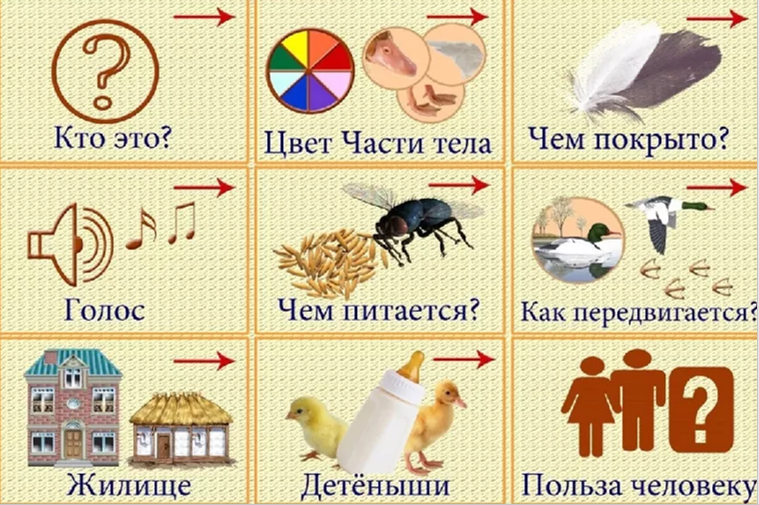 Кто это?
Цвет Части тела
Чем покрыто?
Голос
Чем питается?
Как передвигается?
Жилище
Детёныши
Польза человеку